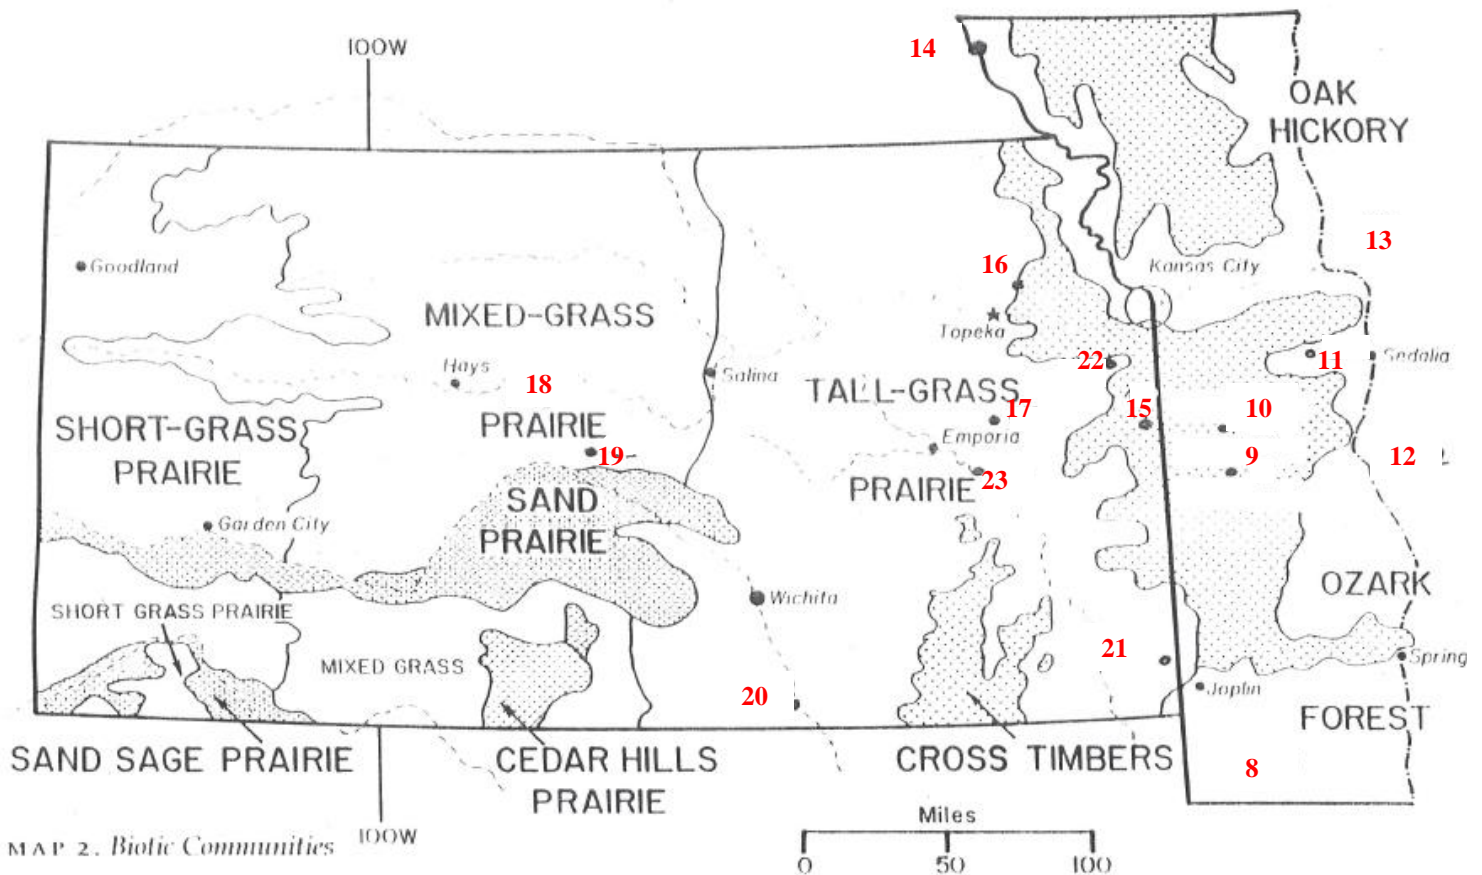 100W
14
OAK
HICKORY
13
Goodland
16
Kansas City
MIXED-GRASS
Topeka
Hays
18
Salina
22
11
Sedalia
TALL-GRASS
SHORT-GRASS
PRAIRIE
PRAIRIE
17
15
10
Emporia
19
9
12
PRAIRIE
23
SAND
PRAIRIE
Garden City
SHORT GRASS PRAIRIE
Wichita
OZARK
MIXED GRASS
21
Spring
Joplin
20
FOREST
SAND SAGE PRAIRIE
CEDAR HILLS
PRAIRIE
CROSS TIMBERS
8
Miles
0 50 100
MAP 2. Biotic Communities
100W